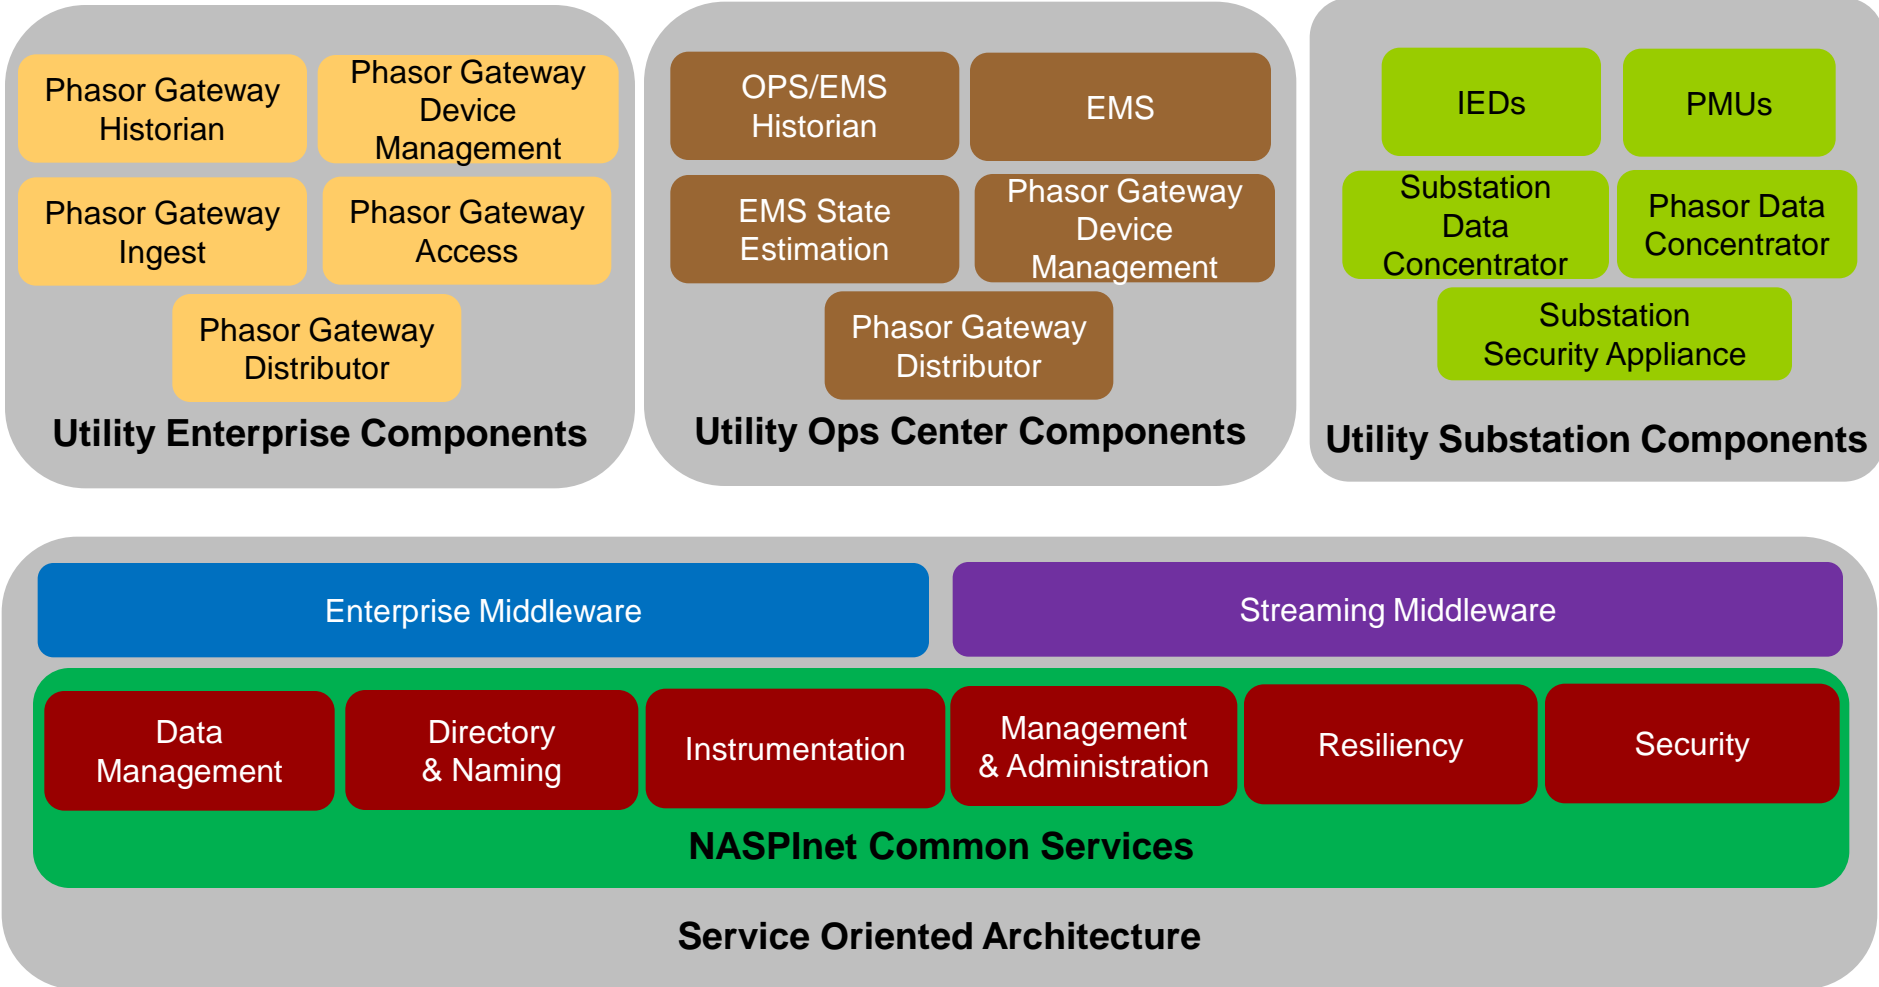 Phasor Gateway
Historian
Phasor Gateway
Device
Management
Phasor Gateway
Ingest
Phasor Gateway
Access
Phasor Gateway
Distributor
Utility Enterprise Components
OPS/EMS
Historian
EMS
EMS State
Estimation
Phasor Gateway
Device
Management
Phasor Gateway
Distributor
Utility Ops Center Components
IEDs
PMUs
Substation
Data
Concentrator
Phasor Data
Concentrator
Substation
Security Appliance
Utility Substation Components
Enterprise Middleware
Streaming Middleware
Data
Management
Directory
& Naming
Instrumentation
Management
& Administration
Resiliency
Security
NASPInet Common Services
Service Oriented Architecture